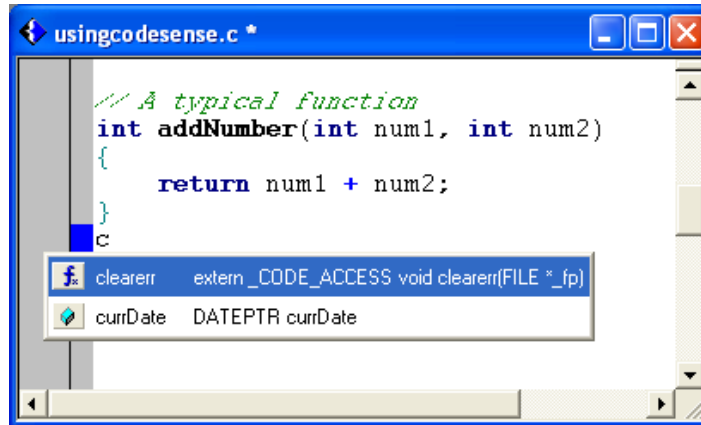 usingcodesense.c *
// A typical function
int addNumber(int num1, int num2)
{
    return num1 + num2;
}
c
clearerr extern _CODE_ACCESS void clearerr(FILE *_fp)
currDate DATEPTR currDate